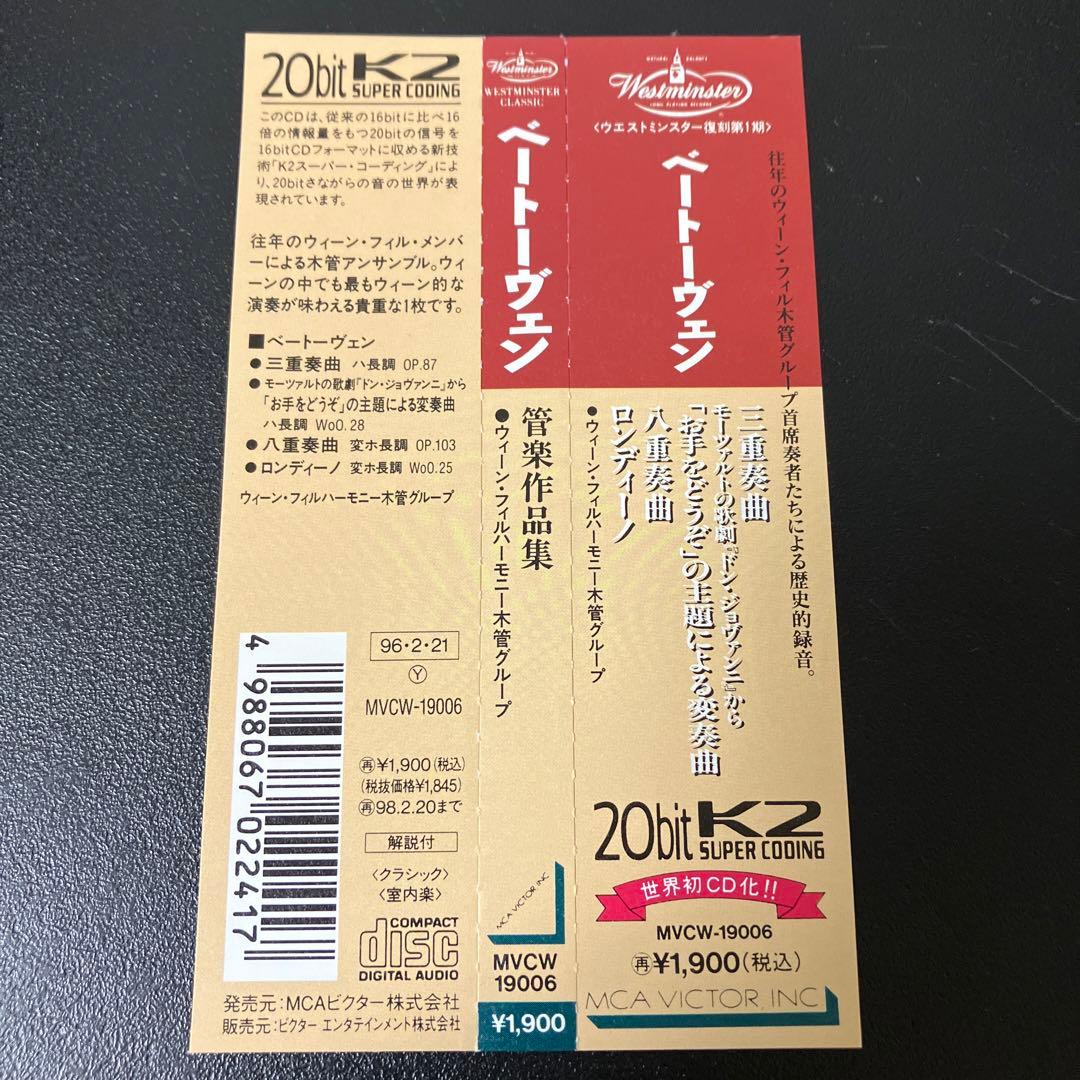 20bit K2
SUPER CODING
このCDは、従来の16bitに比べ16
倍の情報量をもつ20bitの信号を
16bitCDフォーマットに収める新技
術「K2スーパー・コーディング」によ
り、20bitさながらの音の世界が表
現されています。
往年のウィーン・フィル・メンバ
ーによる木管アンサンブル。ウィ
ーンの中でも最もウィーン的な
演奏が味わえる貴重な1枚です。
■ベートーヴェン
●三重奏曲 ハ長調 OP.87
●モーツァルトの歌劇『ドン・ジョヴァンニ』から
「お手をどうぞ」の主題による変奏曲
ハ長調 WoO.28
●八重奏曲 変ホ長調 OP.103
●ロンディーノ 変ホ長調 WoO.25
ウィーン・フィルハーモニー木管グループ
4 988067 022417
96・2・21
Y
MVCW-19006
再¥1,900(税込)
(税抜価格¥1,845)
再98.2.20まで
解説付
〈クラシック〉
〈室内楽〉
COMPACT
disc
DIGITAL AUDIO
発売元:MCAビクター株式会社
販売元:ビクター エンタテインメント株式会社
Westminster
WESTMINSTER
CLASSIC
ベートーヴェン
管楽作品集
●ウィーン・フィルハーモニー木管グループ
MCA VICTOR, INC
MVCW
19006
¥1,900
NATURAL BALANCE
Westminster
LONG PLAYING RECORDS
〈ウエストミンスター復刻第1期〉
往年のウィーン・フィル木管グループ首席奏者たちによる歴史的録音。
ベートーヴェン
三重奏曲
モーツァルトの歌劇『ドン・ジョヴァンニ』から
「お手をどうぞ」の主題による変奏曲
八重奏曲
ロンディーノ
●ウィーン・フィルハーモニー木管グループ
20bit K2
SUPER CODING
世界初CD化!!
MVCW-19006
再¥1,900(税込)
MCA VICTOR, INC